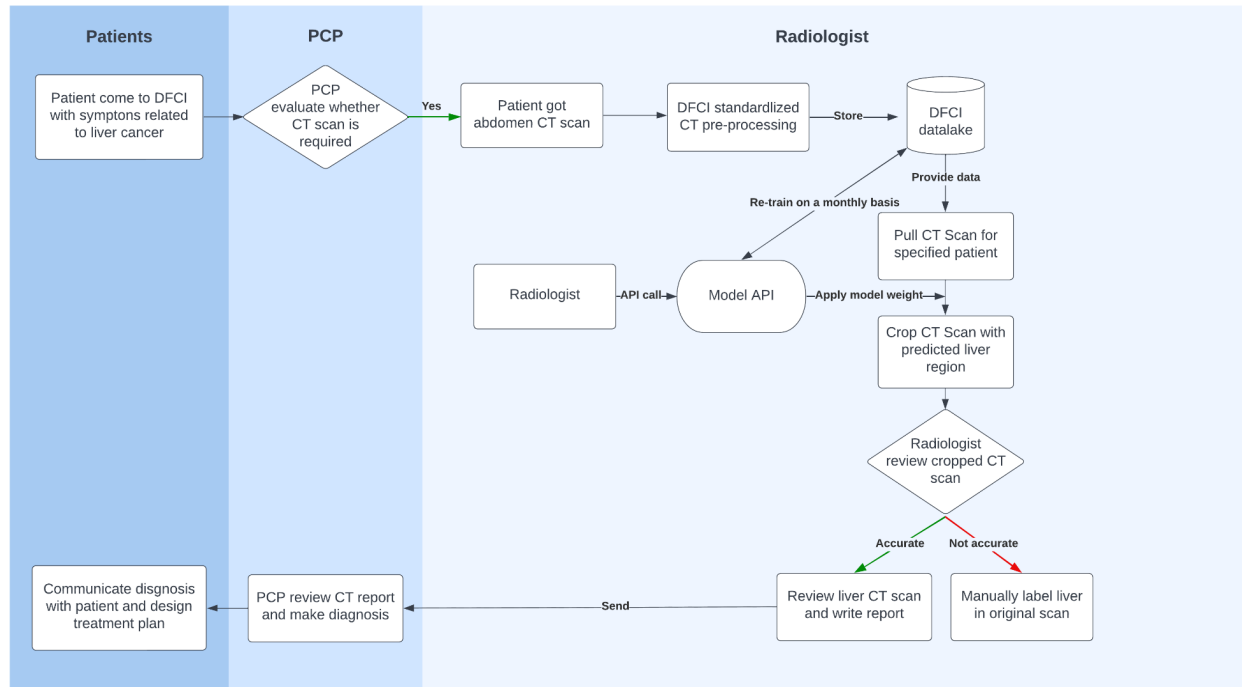 Patients
PCP
Radiologist
Patient come to DFCI
with symptons related
to liver cancer
PCP
evaluate whether
CT scan is
required
Yes
Patient got
abdomen CT scan
DFCI standardlized
CT pre-processing
Store
DFCI
datalake
Provide data
Re-train on a monthly basis
Pull CT Scan for
specified patient
Radiologist
API call
Model API
Apply model weight
Crop CT Scan with
predicted liver
region
Radiologist
review cropped CT
scan
Accurate
Not accurate
Communicate disgnosis
with patient and design
treatment plan
PCP review CT report
and make diagnosis
Send
Review liver CT scan
and write report
Manually label liver
in original scan